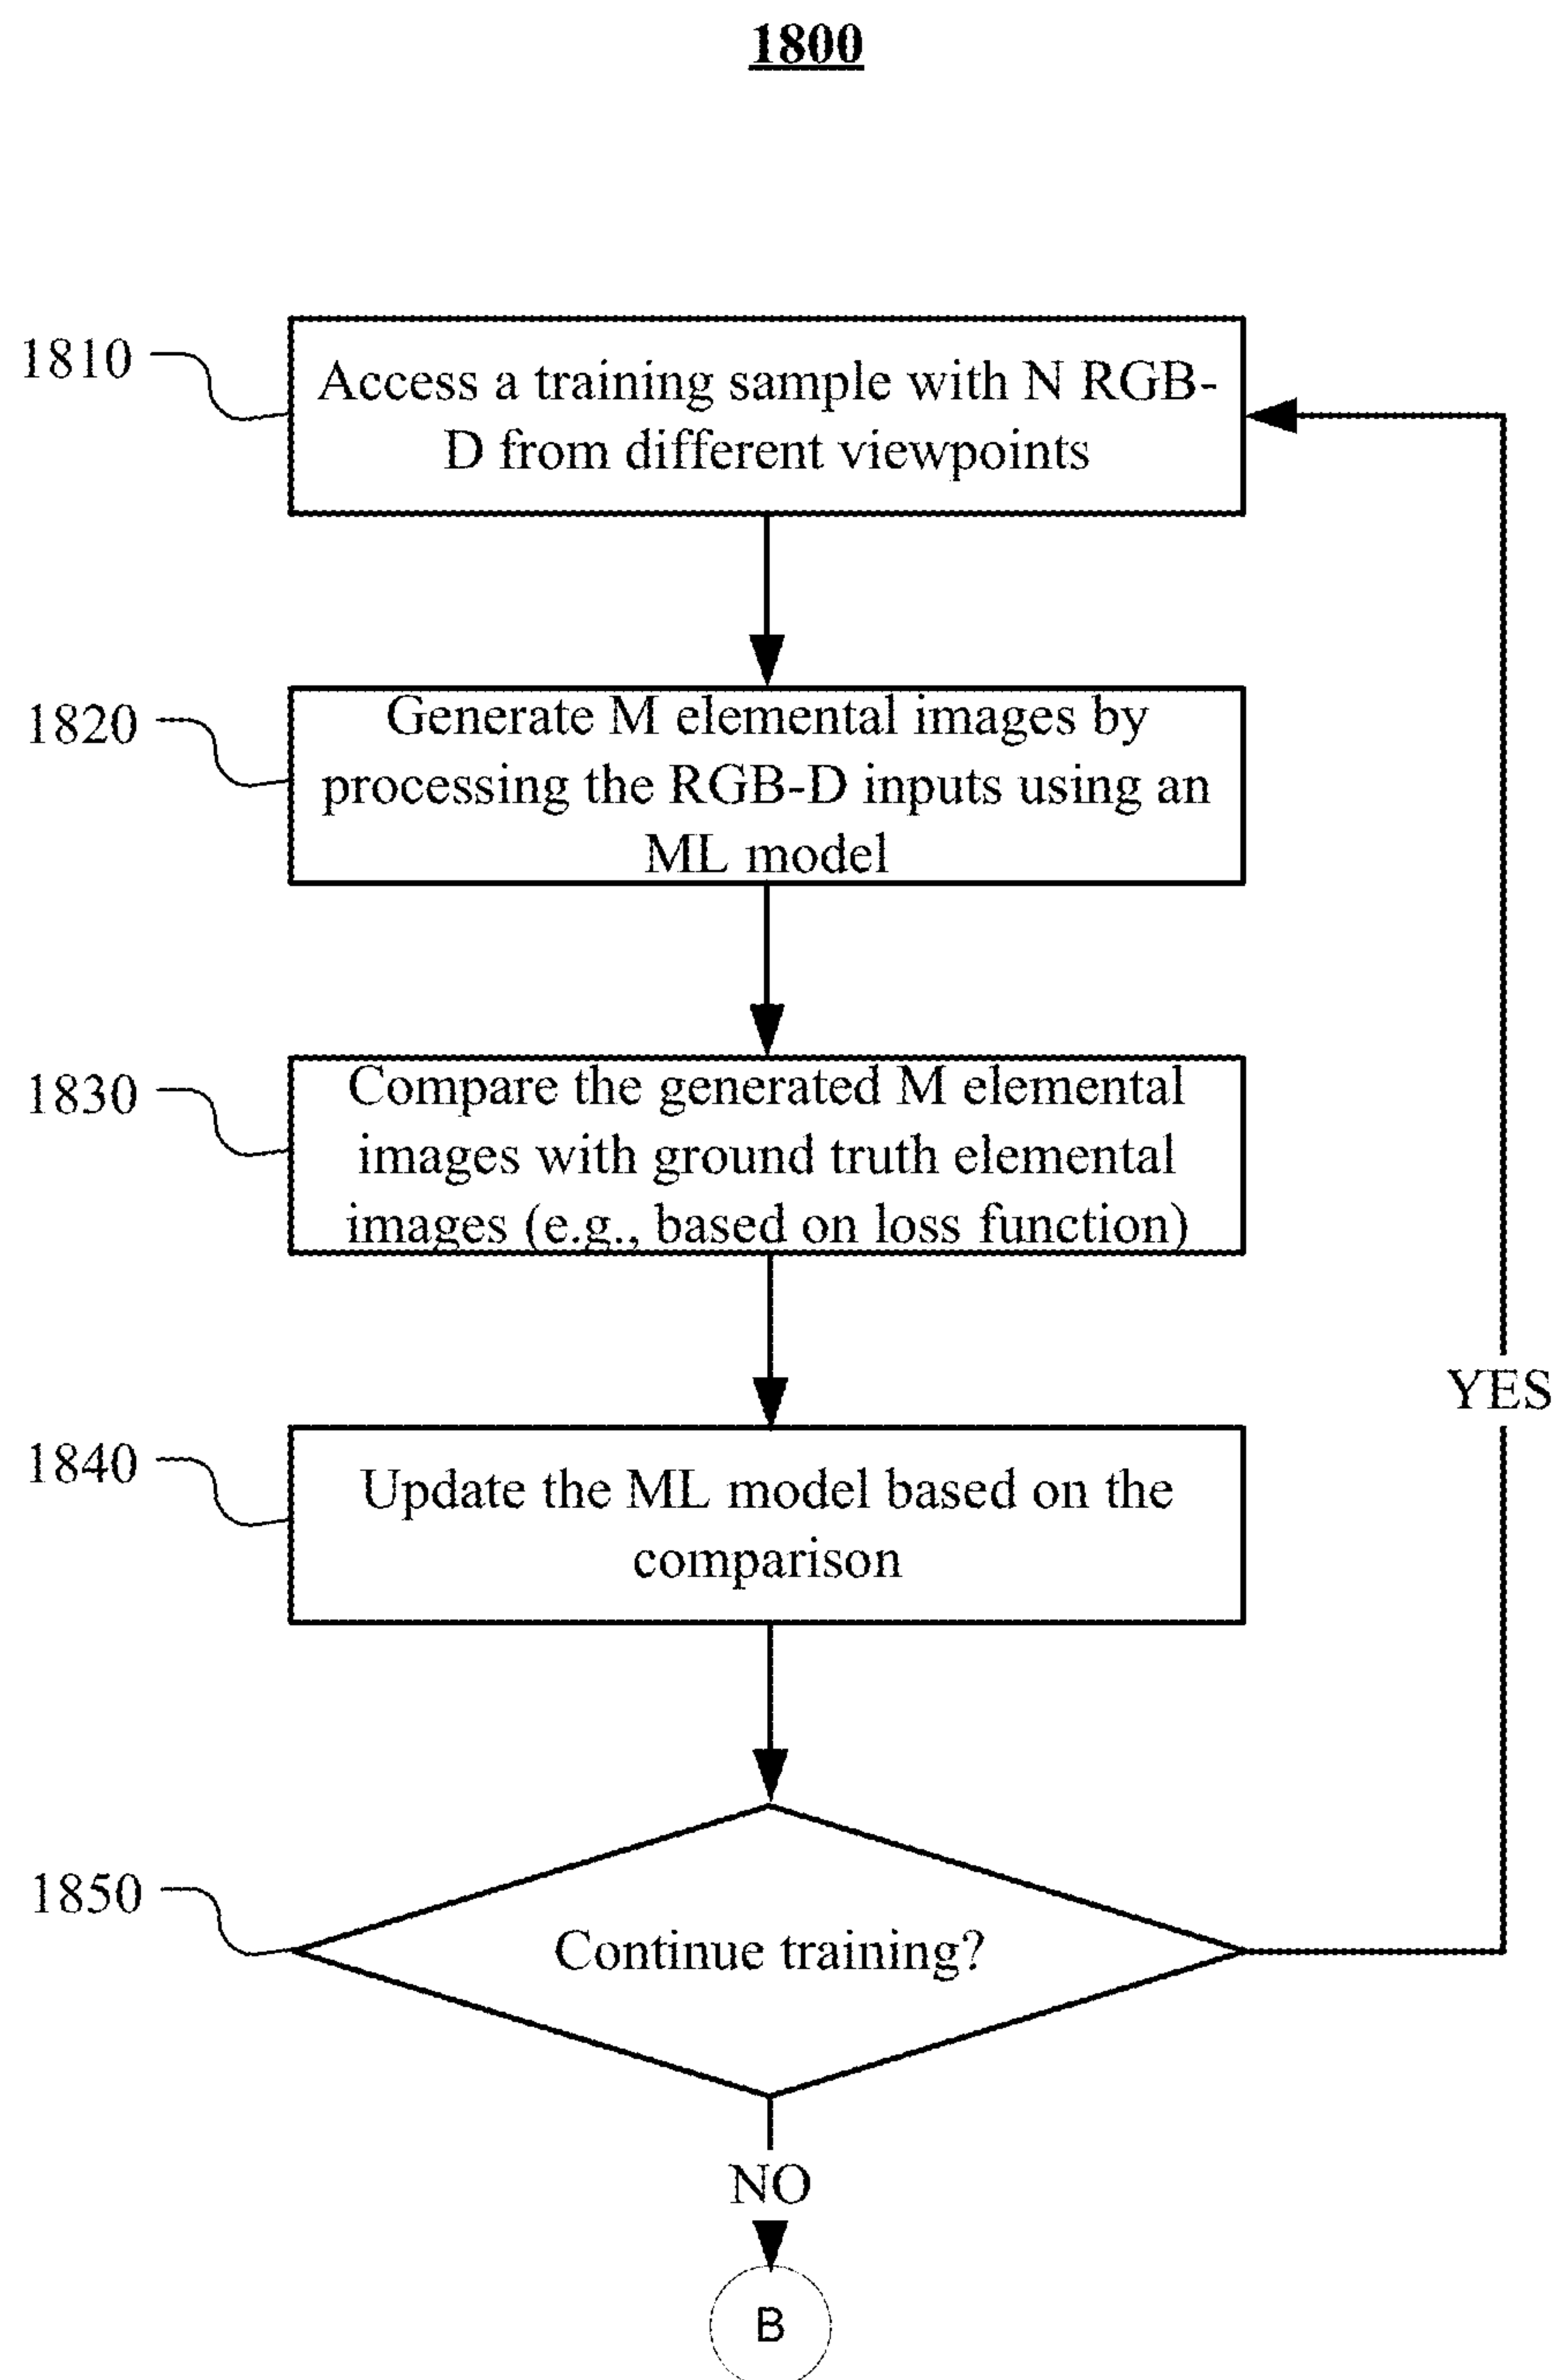 1800
1810
Access a training sample with N RGB-
D from different viewpoints
1820
Generate M elemental images by
processing the RGB-D inputs using an
ML model
1830
Compare the generated M elemental
images with ground truth elemental
images (e.g., based on loss function)
YES
1840
Update the ML model based on the
comparison
1850
Continue training?
NO
B